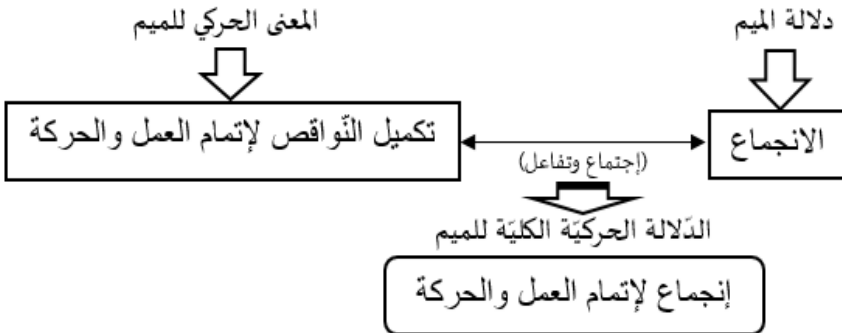 دلالة الميم
المعنى الحركي للميم
الانجماع
تكميل النّواقص لإتمام العمل والحركة
(إجتماع وتفاعل)
الدّلالة الحركيّة الكليّة للميم
إنجماع لإتمام العمل والحركة